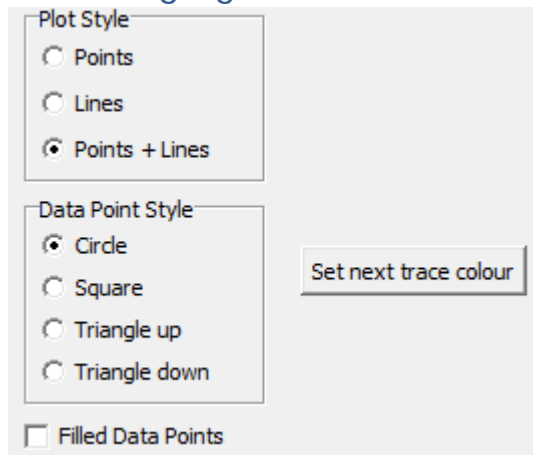 Plot Style
Points
Lines
Points + Lines
Data Point Style
Circle
Square
Set next trace colour
Triangle up
Triangle down
Filled Data Points